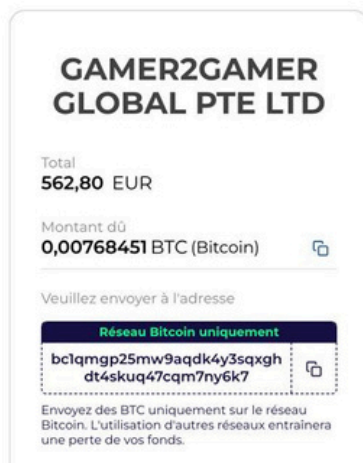 GAMER2GAMER
GLOBAL PTE LTD
Total
562,80 EUR
Montant dû
0,00768451 BTC (Bitcoin)
Veuillez envoyer à l'adresse
Réseau Bitcoin uniquement
bc1qmgp25mw9aqdk4y3sqxgh
dt4skuq47cqm7ny6k7
Envoyez des BTC uniquement sur le réseau
Bitcoin. L'utilisation d'autres réseaux entraînera
une perte de vos fonds.